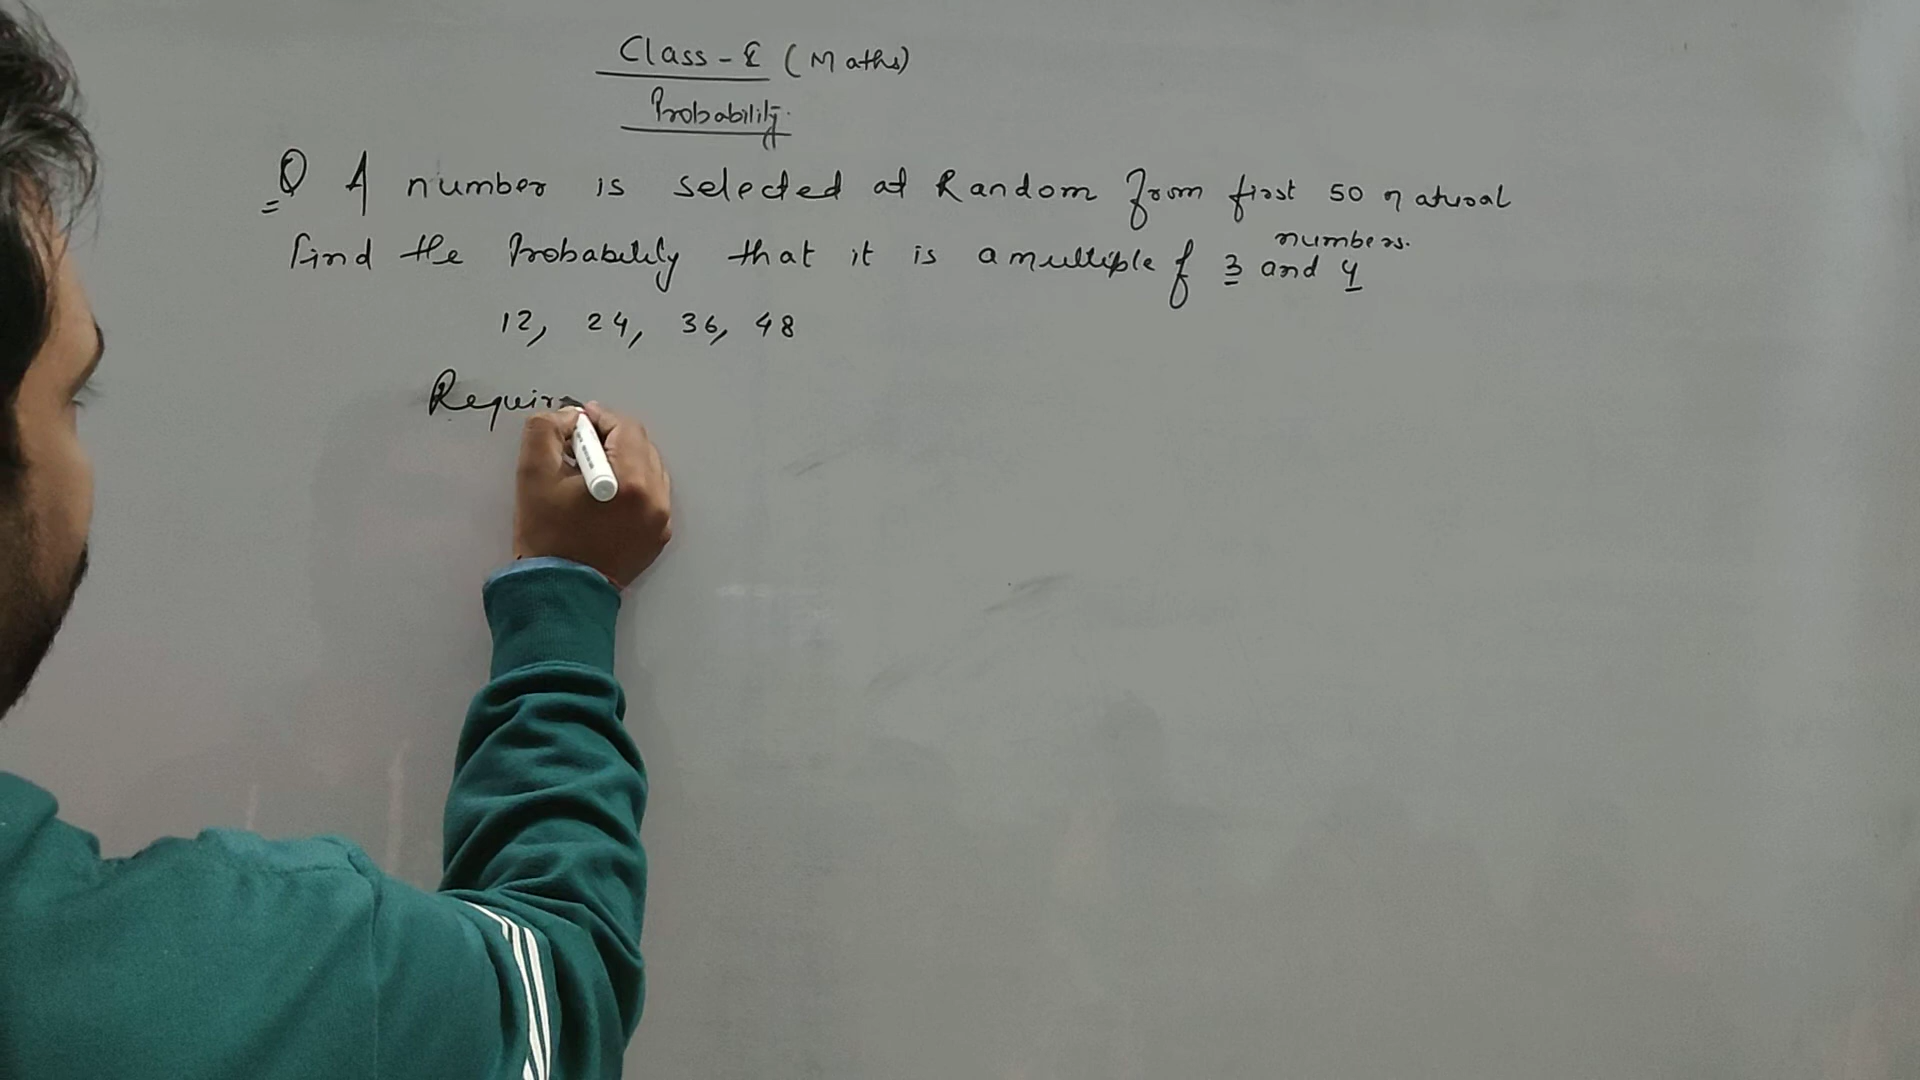 Class - X (Maths)
Probability.
Q A number is selected at Random from first 50 natural
numbers.
find the Probability that it is a multiple of 3 and 4
12, 24, 36, 48
Requir